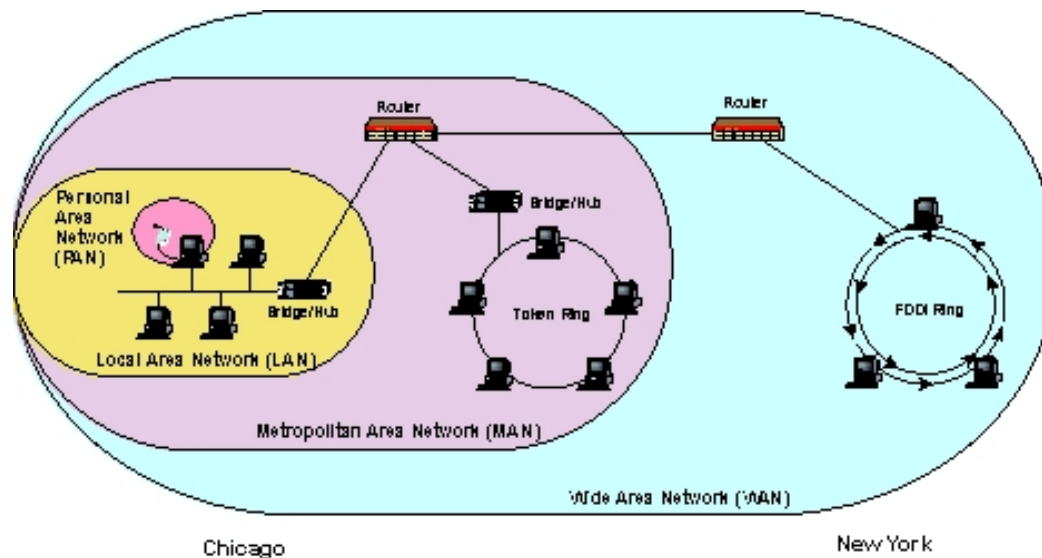 Router
Router
Personal
Area
Network
(PAN)
Bridge/Hub
Bridge/Hub
Token Ring
FDDI Ring
Local Area Network (LAN)
Metropolitan Area Network (MAN)
Wide Area Network (WAN)
Chicago
New York